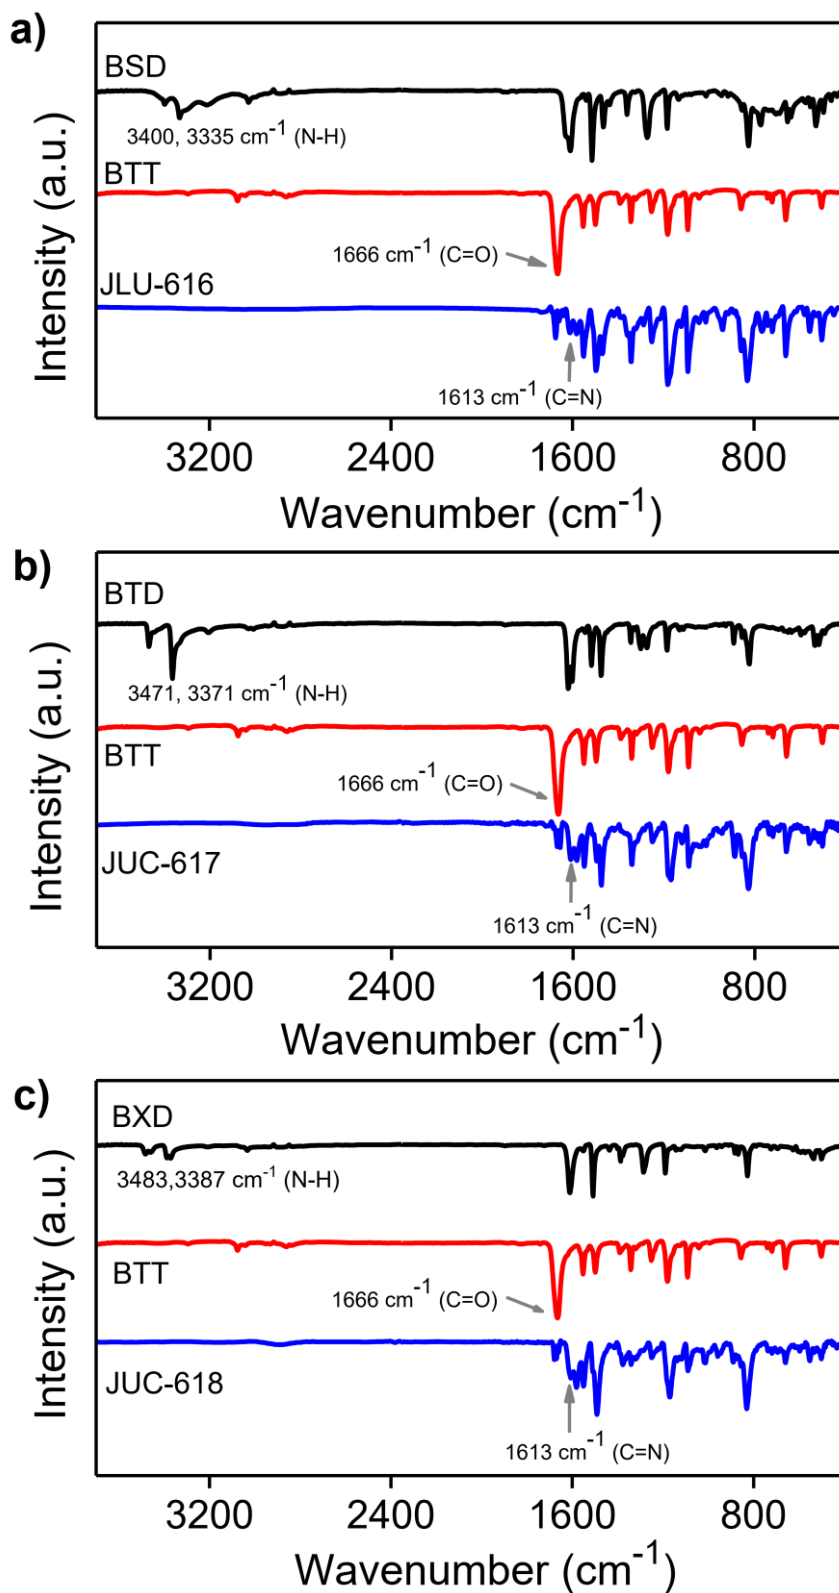 a)
BSD
3400, 3335 cm⁻¹ (N-H)
BTT
1666 cm⁻¹ (C=O)
JLU-616
1613 cm⁻¹ (C=N)
Intensity (a.u.)
3200 2400 1600 800
Wavenumber (cm⁻¹)
b)
BTD
3471, 3371 cm⁻¹ (N-H)
BTT
1666 cm⁻¹ (C=O)
JUC-617
1613 cm⁻¹ (C=N)
Intensity (a.u.)
3200 2400 1600 800
Wavenumber (cm⁻¹)
c)
BXD
3483,3387 cm⁻¹ (N-H)
BTT
1666 cm⁻¹ (C=O)
JUC-618
1613 cm⁻¹ (C=N)
Intensity (a.u.)
3200 2400 1600 800
Wavenumber (cm⁻¹)